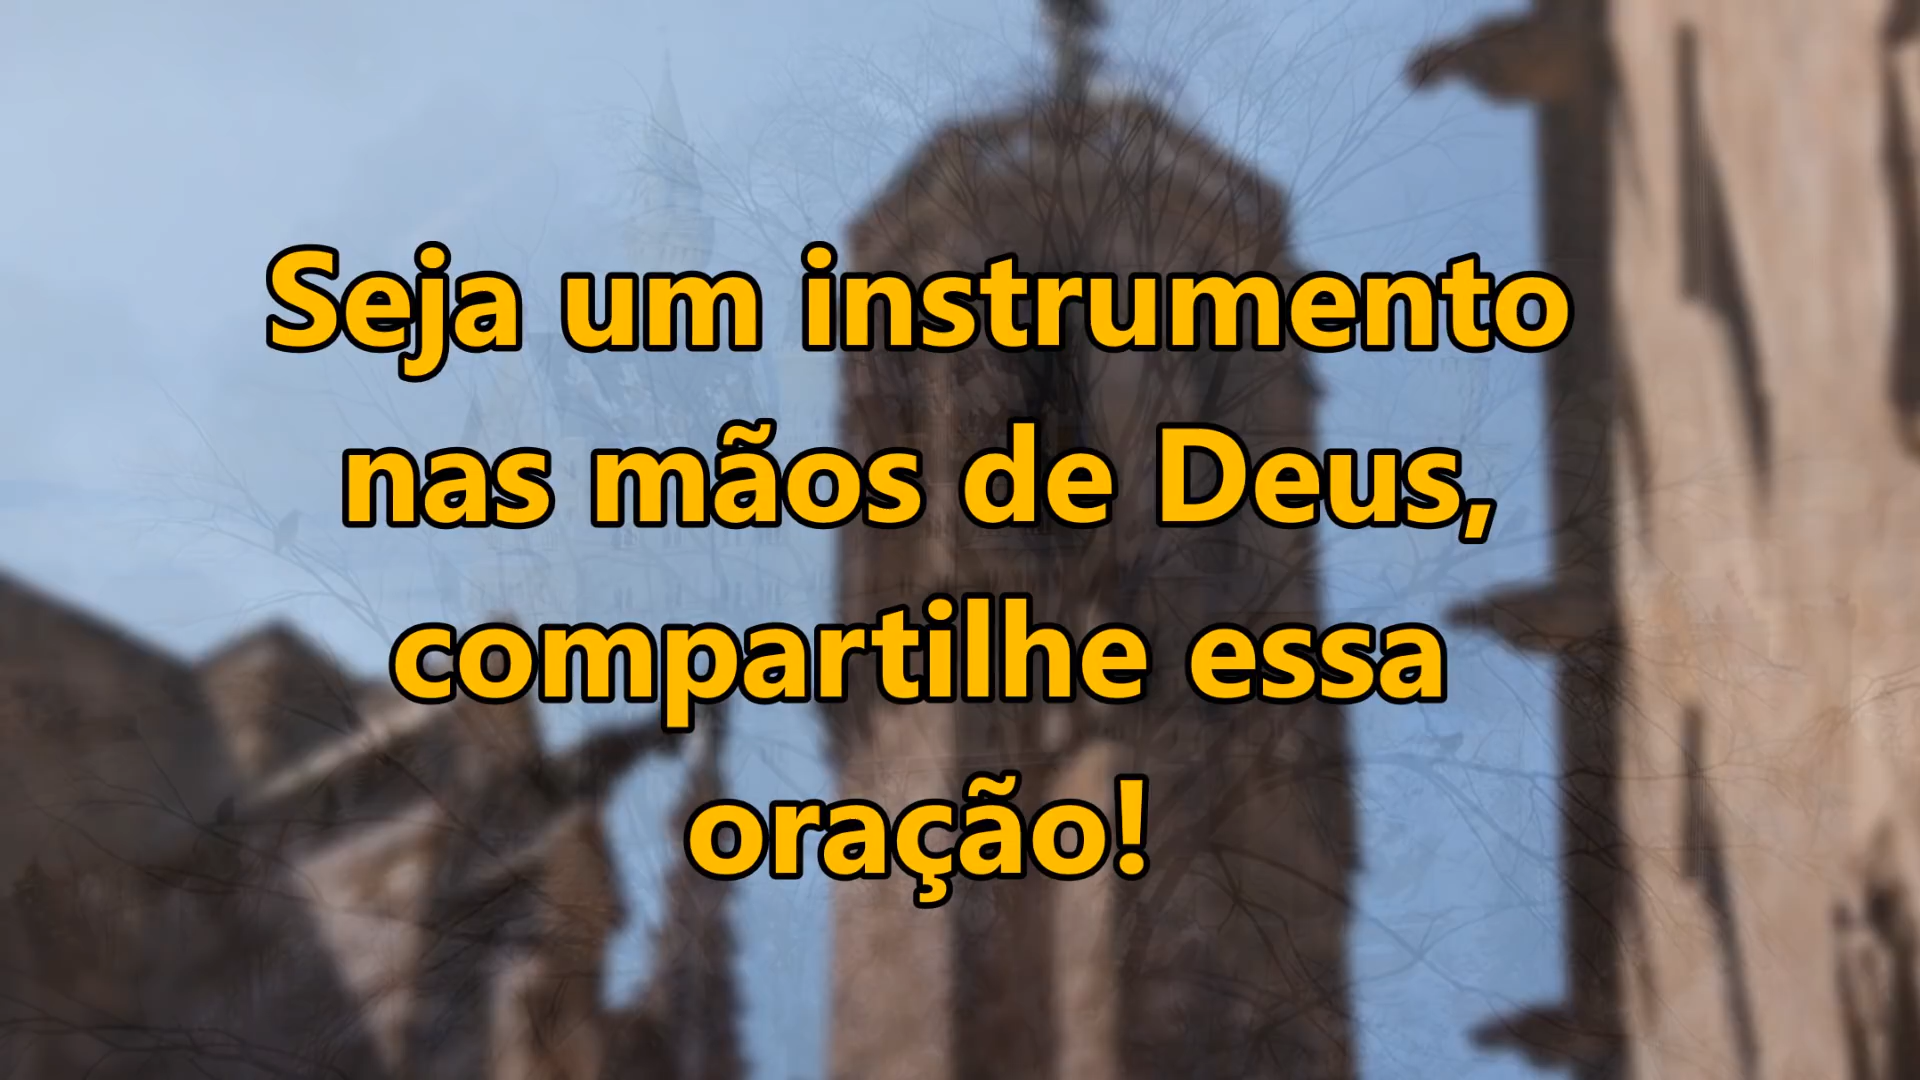 Seja um instrumento
nas mãos de Deus,
compartilhe essa
oração!